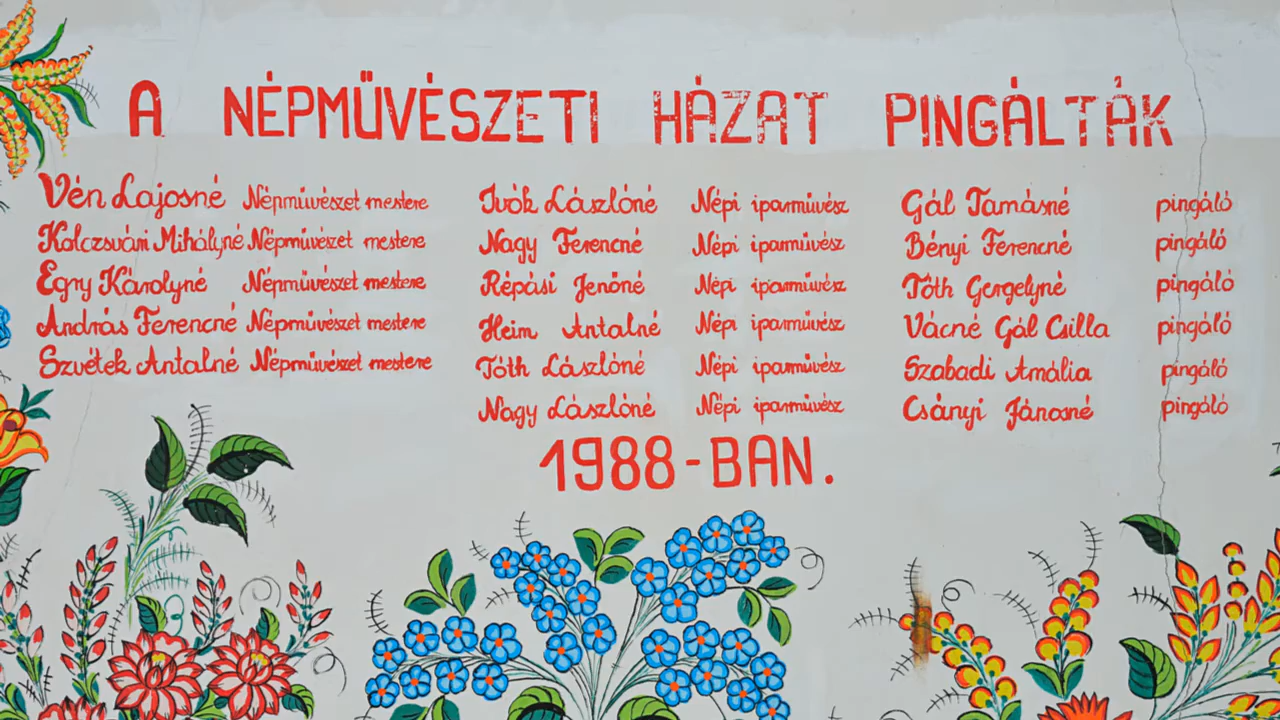 A NÉPMŰVÉSZETI HÁZAT PINGÁLTÁK
Vén Lajosné Népművészet mestere Ivók Lászlóné Népi iparművész Gál Tamásné pingáló
Kolczsvári Mihályné Népművészet mestere Nagy Ferencné Népi iparművész Bényi Ferencné pingáló
Egry Károlyné Népművészet mestere Répási Jenőné Népi iparművész Tóth Gergelyné pingáló
András Ferencné Népművészet mestere Heim Antalné Népi iparművész Vácné Gál Csilla pingáló
Szvétek Antalné Népművészet mestere Tóth Lászlóné Népi iparművész Szabadi Amália pingáló
Nagy Lászlóné Népi iparművész Csányi Jánosné pingáló
1988-BAN.